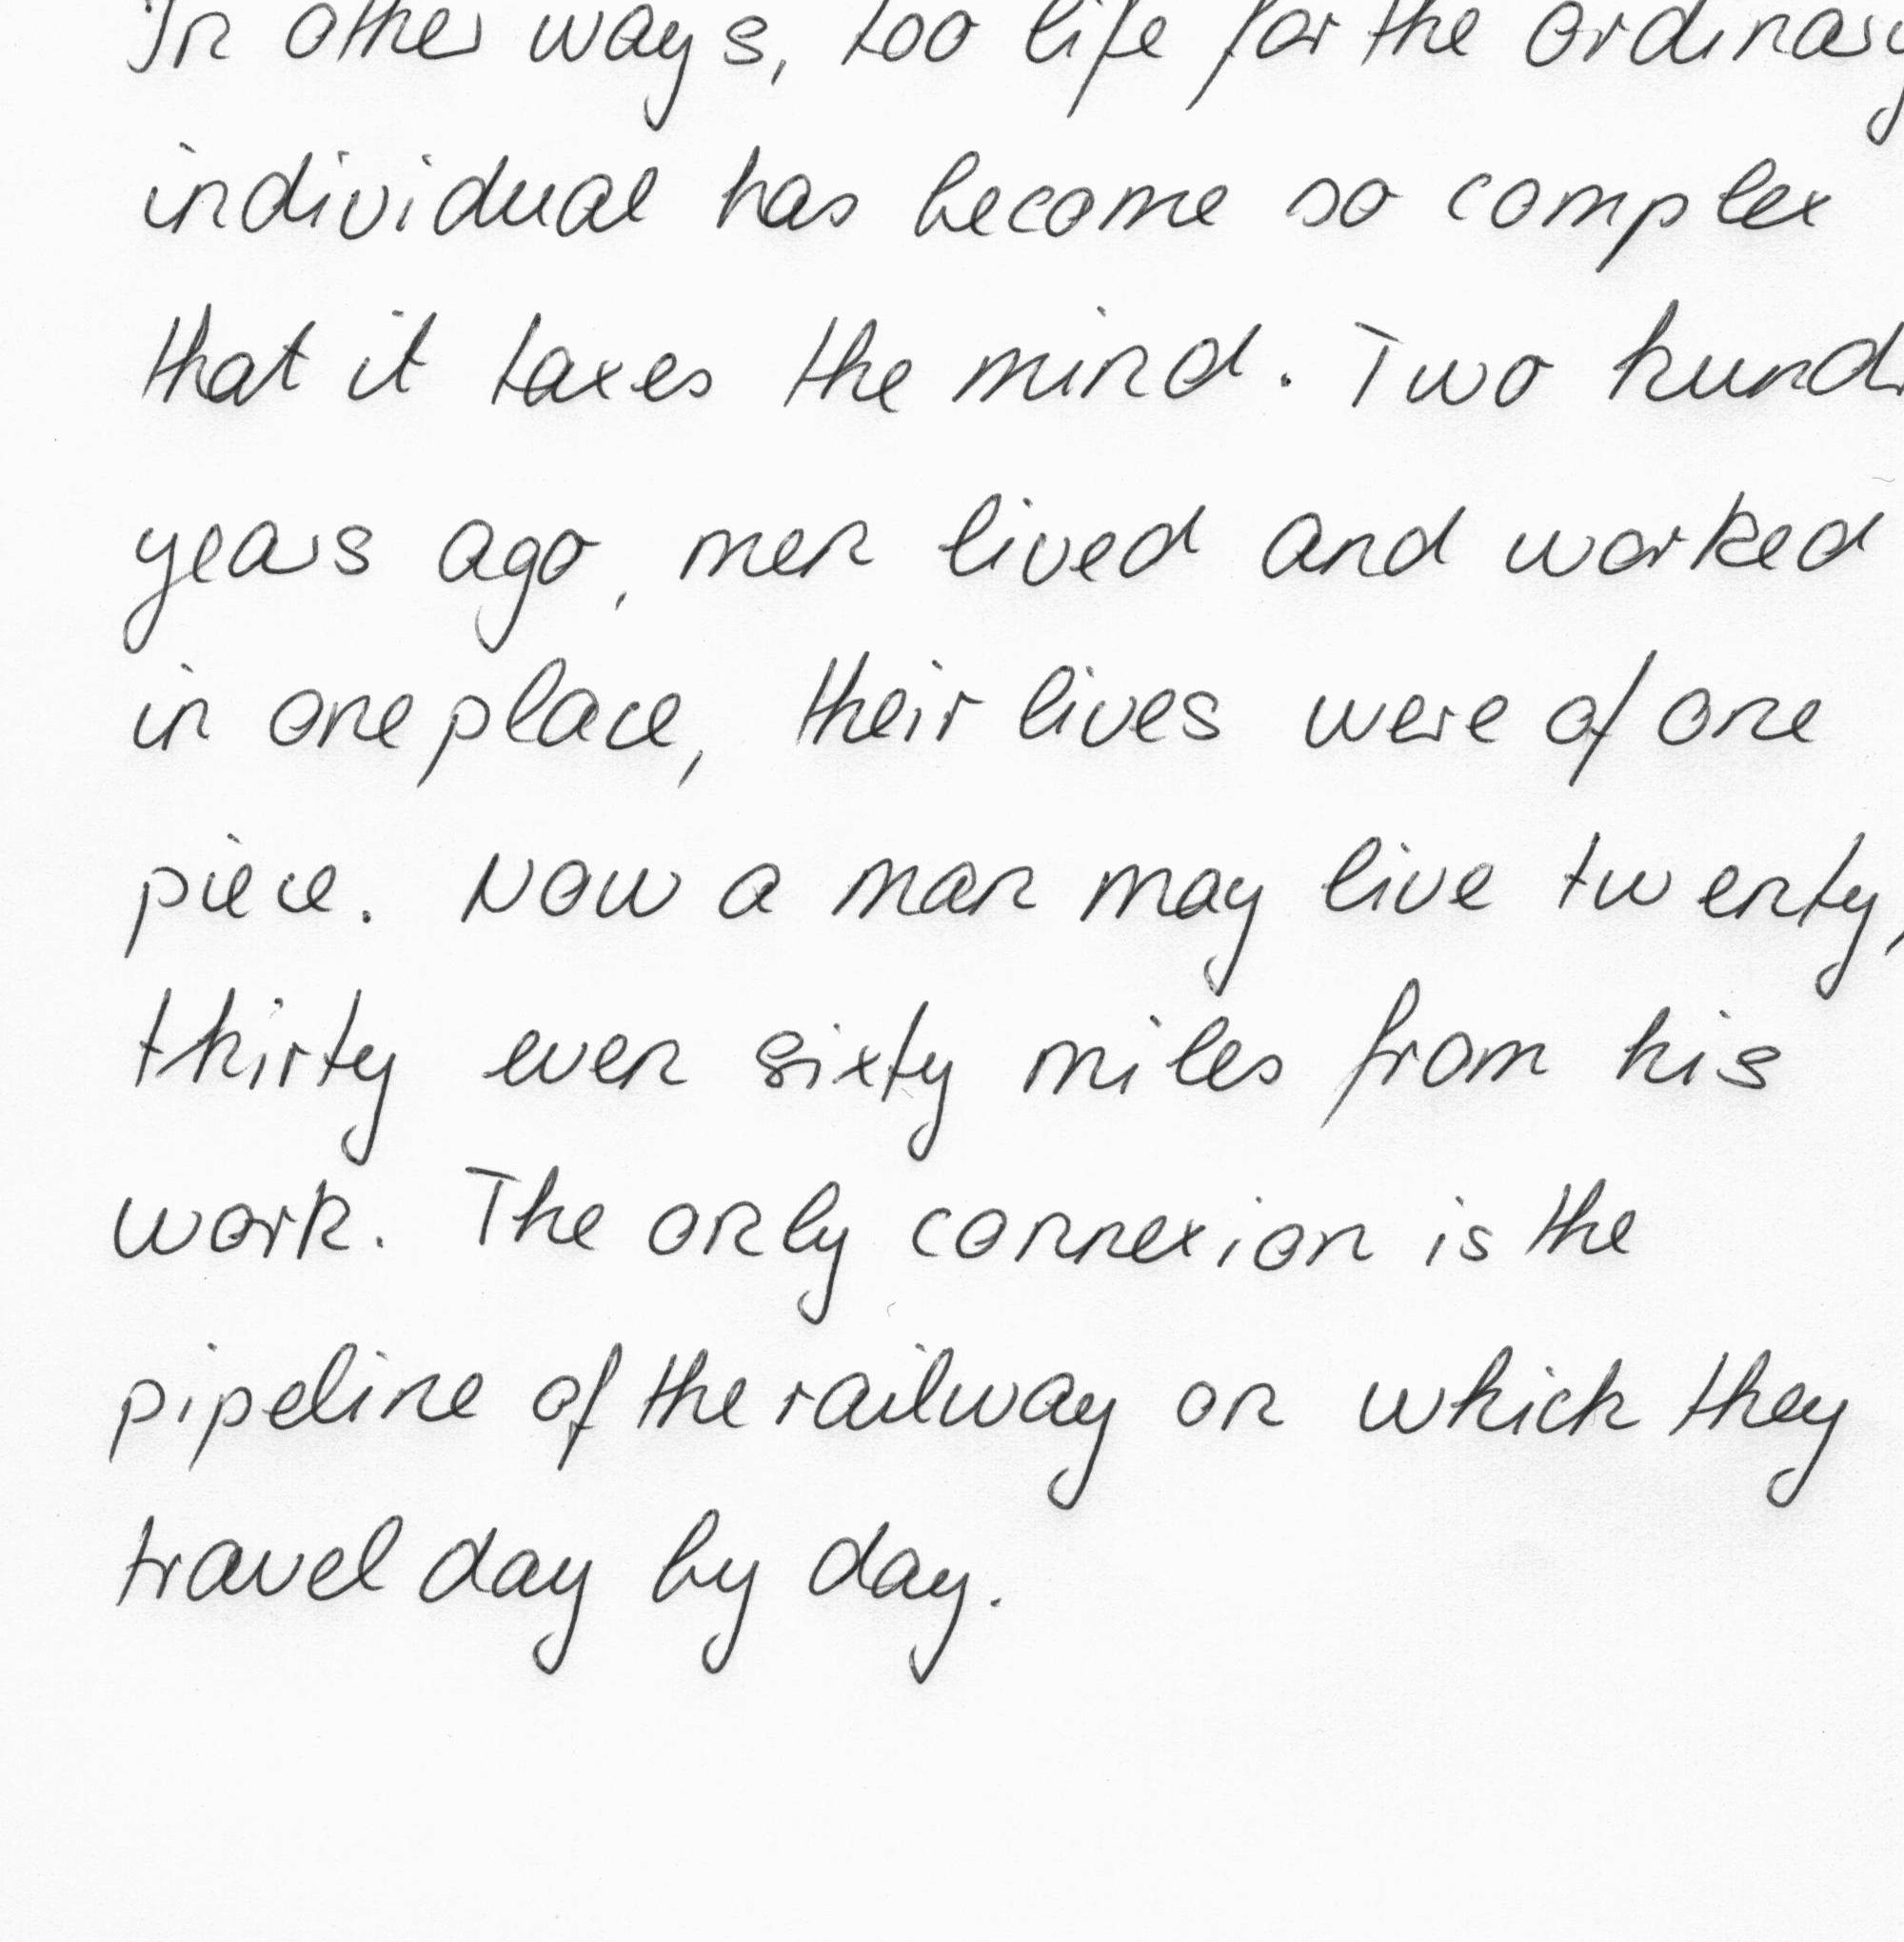 In other ways, too life for the ordinary
individual has become so complex
that it taxes the mind. Two hund
years ago, men lived and worked
in one place, their lives were of one
piece. Now a man may live twenty,
thirty even sixty miles from his
work. The only connexion is the
pipeline of the railway on which they
travel day by day.